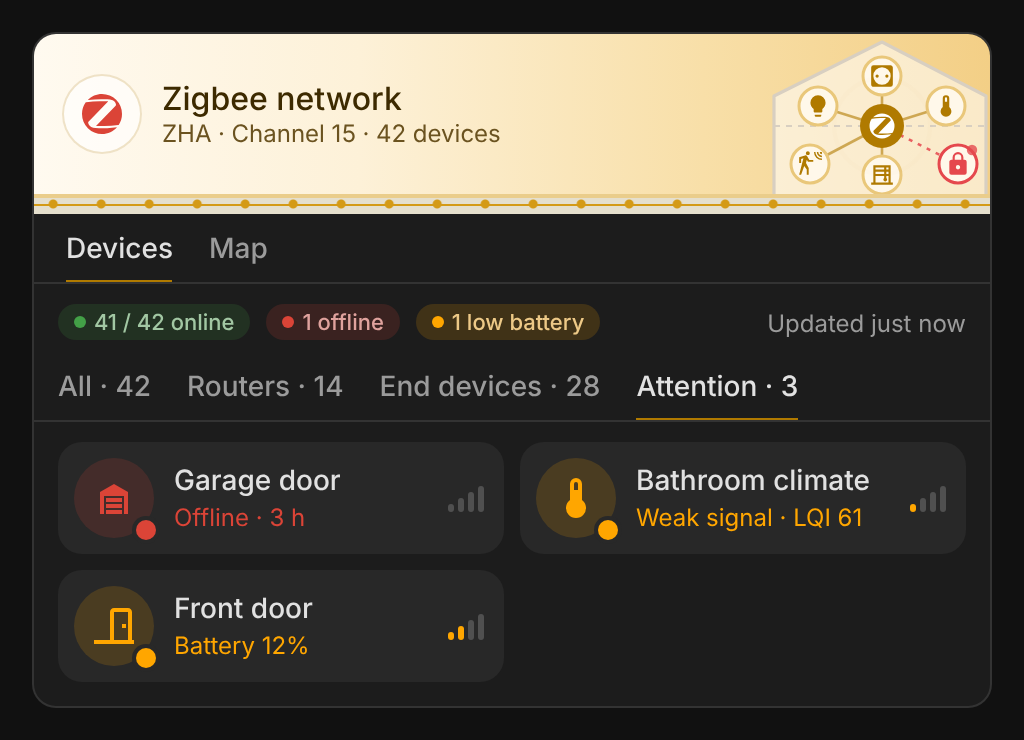 Zigbee network
ZHA · Channel 15 · 42 devices
Devices Map
41 / 42 online 1 offline 1 low battery Updated just now
All · 42 Routers · 14 End devices · 28 Attention · 3
Garage door
Offline · 3 h
Bathroom climate
Weak signal · LQI 61
Front door
Battery 12%